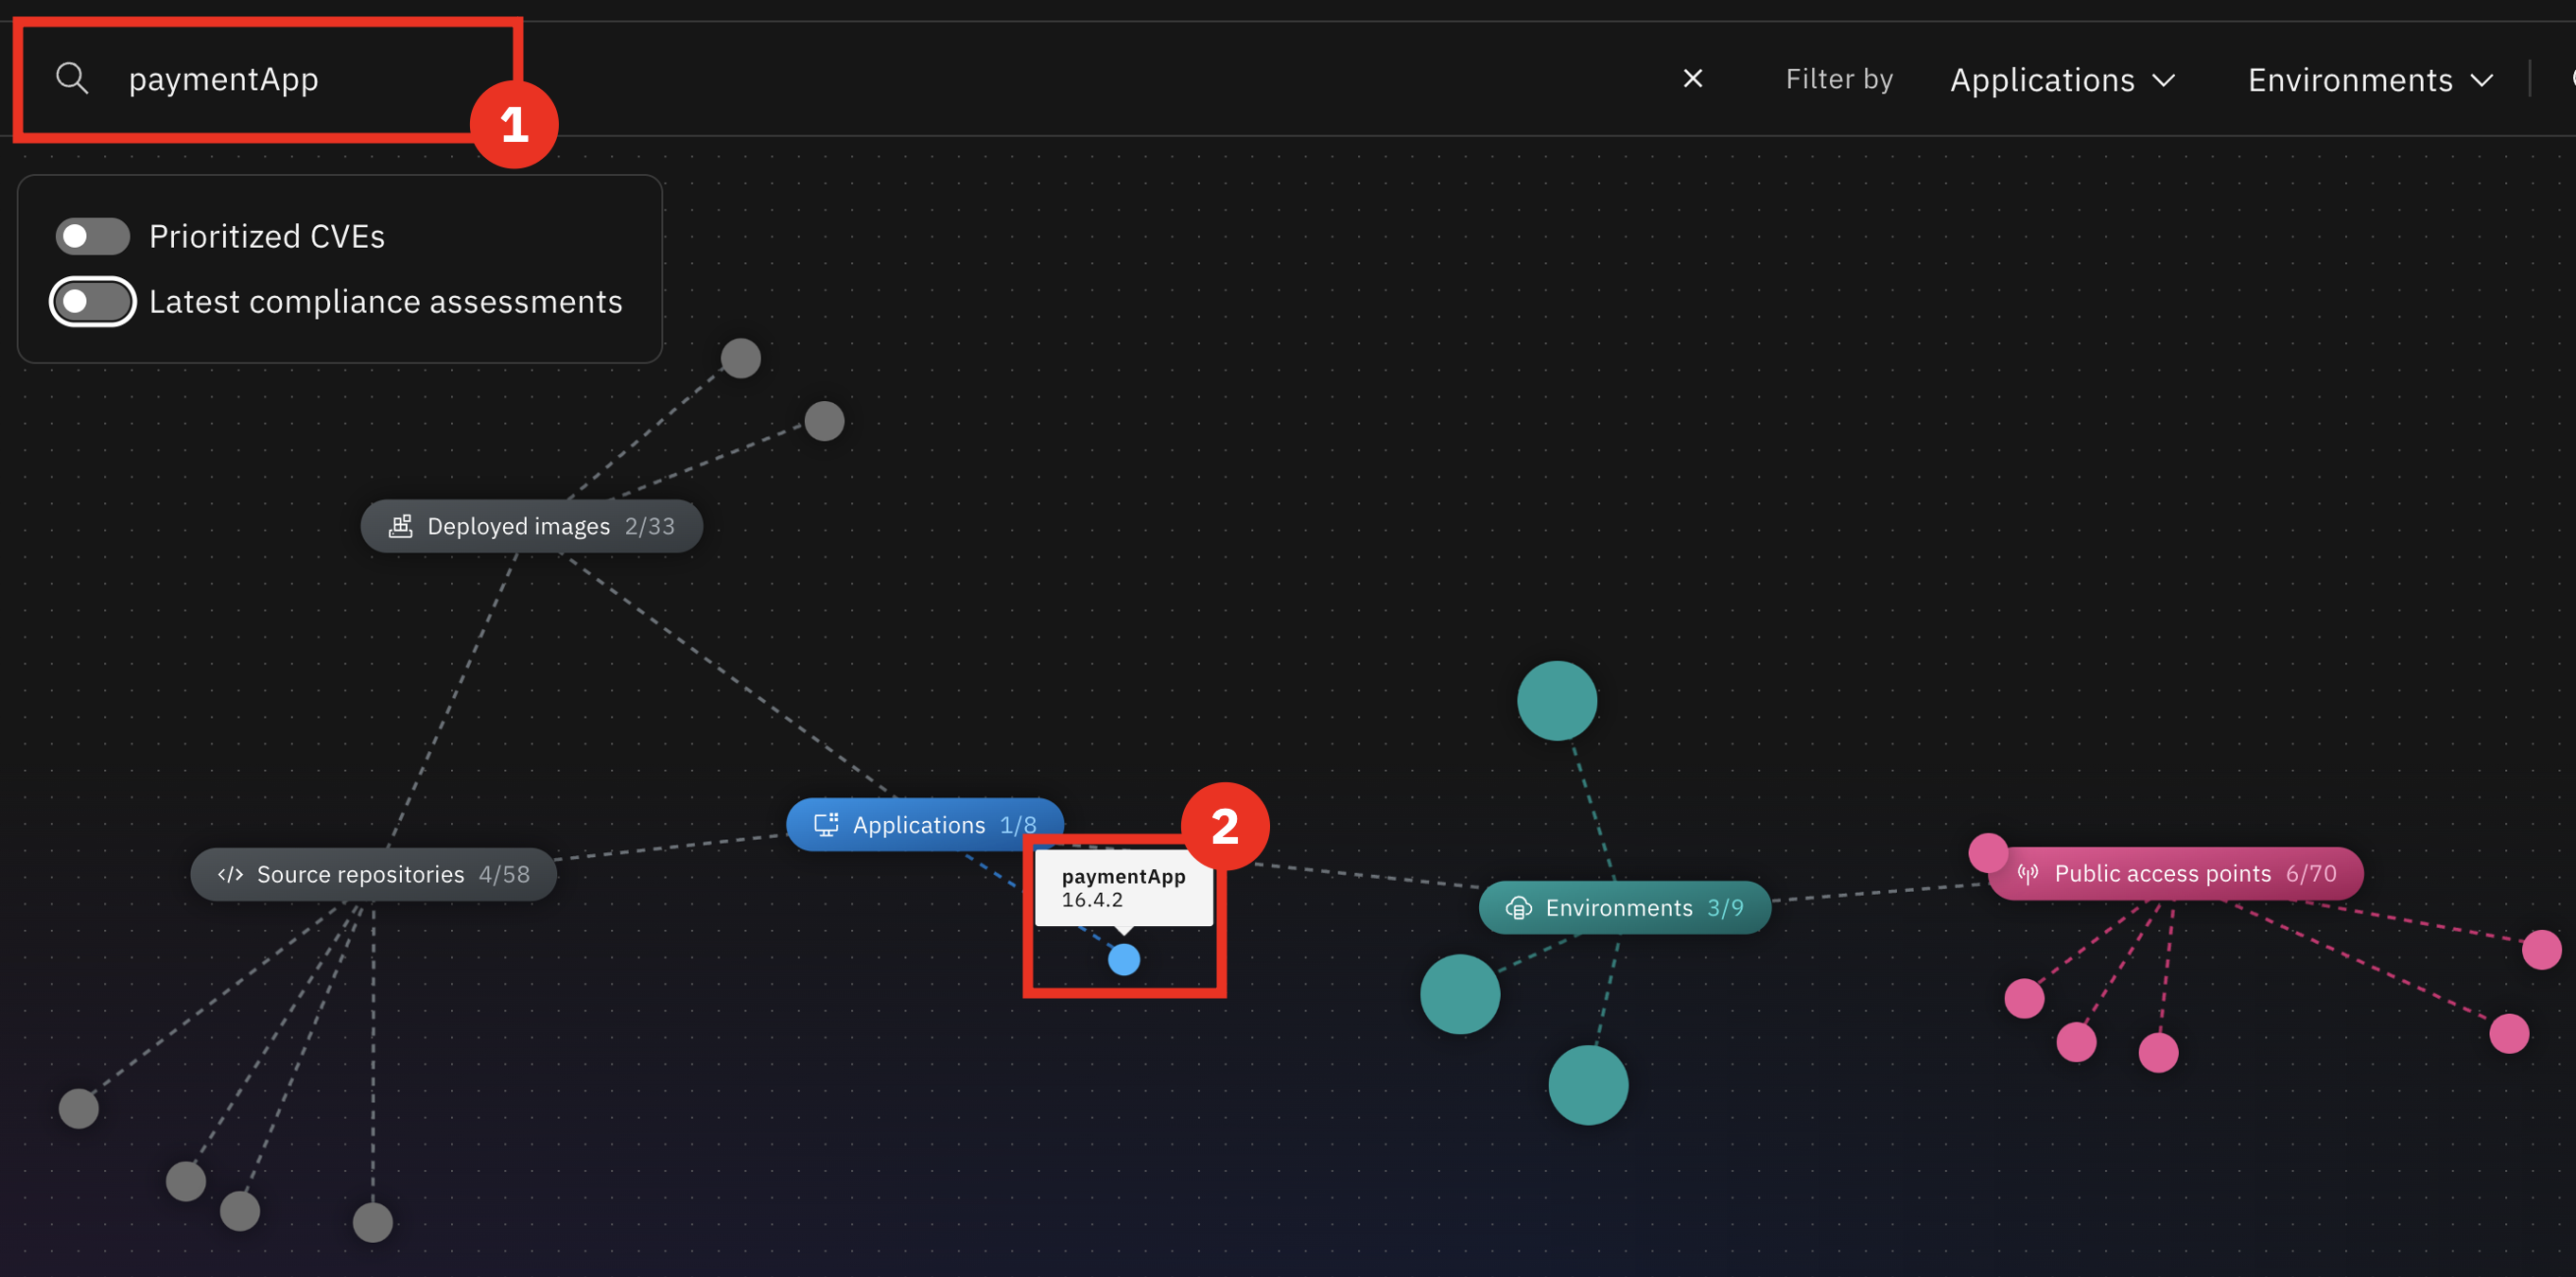 paymentApp
1
Filter by
Applications
Environments
Prioritized CVEs
Latest compliance assessments
Deployed images 2/33
Applications 1/8
2
Source repositories 4/58
paymentApp
16.4.2
Environments 3/9
Public access points 6/70